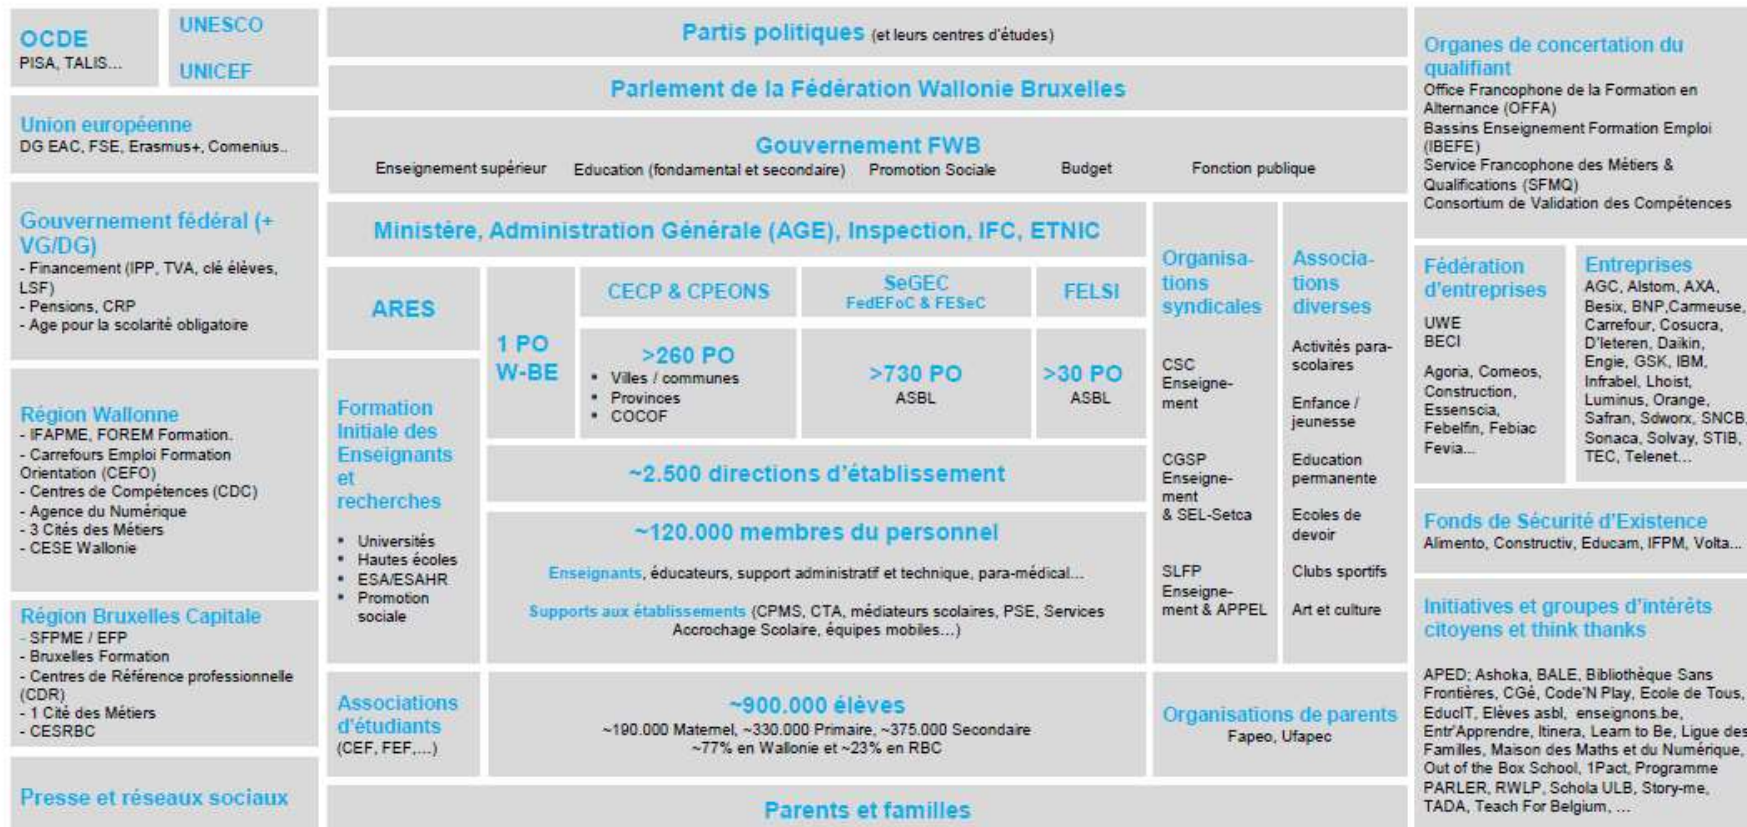 OCDE
PISA, TALIS...
UNESCO
UNICEF
Union européenne
DG EAC, FSE, Erasmus+, Comenius..
Gouvernement fédéral (+
VG/DG)
- Financement (IPP, TVA, clé élèves,
LSF)
- Pensions, CRP
- Age pour la scolarité obligatoire
Région Wallonne
- IFAPME, FOREM Formation.
- Carrefours Emploi Formation
Orientation (CEFO)
- Centres de Compétences (CDC)
- Agence du Numérique
- 3 Cités des Métiers
- CESE Wallonie
Région Bruxelles Capitale
- SFPME / EFP
- Bruxelles Formation
- Centres de Référence professionnelle
(CDR)
- 1 Cité des Métiers
- CESRBC
Presse et réseaux sociaux
Partis politiques (et leurs centres d'études)
Parlement de la Fédération Wallonie Bruxelles
Gouvernement FWB
Enseignement supérieur Education (fondamental et secondaire) Promotion Sociale Budget Fonction publique
Ministère, Administration Générale (AGE), Inspection, IFC, ETNIC
ARES
1 PO
W-BE
CECP & CPEONS
SeGEC
FedEFoC & FESeC
FELSI
>260 PO
▪ Villes / communes
▪ Provinces
▪ COCOF
>730 PO
ASBL
>30 PO
ASBL
Formation
Initiale des
Enseignants
et
recherches
▪ Universités
▪ Hautes écoles
▪ ESA/ESAHR
▪ Promotion
sociale
~2.500 directions d'établissement
~120.000 membres du personnel
Enseignants, éducateurs, support administratif et technique, para-médical...
Supports aux établissements (CPMS, CTA, médiateurs scolaires, PSE, Services
Accrochage Scolaire, équipes mobiles...)
Organisa-
tions
syndicales
CSC
Enseigne-
ment
CGSP
Enseigne-
ment
& SEL-Setca
SLFP
Enseigne-
ment & APPEL
Associa-
tions
diverses
Activités para-
scolaires
Enfance /
jeunesse
Education
permanente
Ecoles de
devoir
Clubs sportifs
Art et culture
Associations
d'étudiants
(CEF, FEF,....)
~900.000 élèves
~190.000 Maternel, ~330.000 Primaire, ~375.000 Secondaire
~77% en Wallonie et ~23% en RBC
Organisations de parents
Fapeo, Ufapec
Parents et familles
Organes de concertation du
qualifiant
Office Francophone de la Formation en
Alternance (OFFA)
Bassins Enseignement Formation Emploi
(IBEFE)
Service Francophone des Métiers &
Qualifications (SFMQ)
Consortium de Validation des Compétences
Fédération
d'entreprises
UWE
BECI
Agoria, Comeos,
Construction,
Essenscia,
Febelfin, Febiac
Fevia...
Entreprises
AGC, Alstom, AXA,
Besix, BNP,Carmeuse,
Carrefour, Cosucra,
D'Ieteren, Daikin,
Engie, GSK, IBM,
Infrabel, Lhoist,
Luminus, Orange,
Safran, Sdworx, SNCB,
Sonaca, Solvay, STIB,
TEC, Telenet...
Fonds de Sécurité d'Existence
Alimento, Constructiv, Educam, IFPM, Volta...
Initiatives et groupes d'intérêts
citoyens et think thanks
APED; Ashoka, BALE, Bibliothèque Sans
Frontières, CGé, Code'N Play, Ecole de Tous,
EducIT, Elèves asbl, enseignons.be,
Entr'Apprendre, Itinera, Learn to Be, Ligue des
Familles, Maison des Maths et du Numérique,
Out of the Box School, 1Pact, Programme
PARLER, RWLP, Schola ULB, Story-me,
TADA, Teach For Belgium, ...